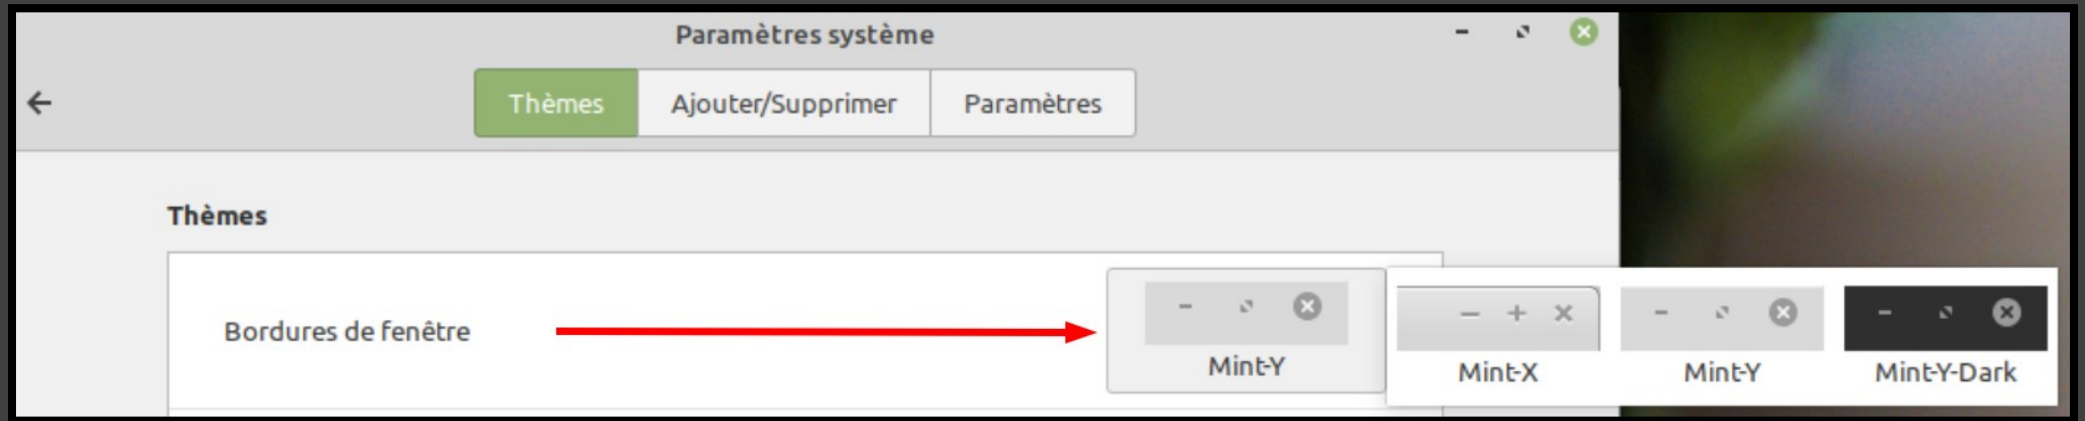 Paramètres système
Thèmes Ajouter/Supprimer Paramètres
Thèmes
Bordures de fenêtre
Mint-Y
Mint-X Mint-Y Mint-Y-Dark